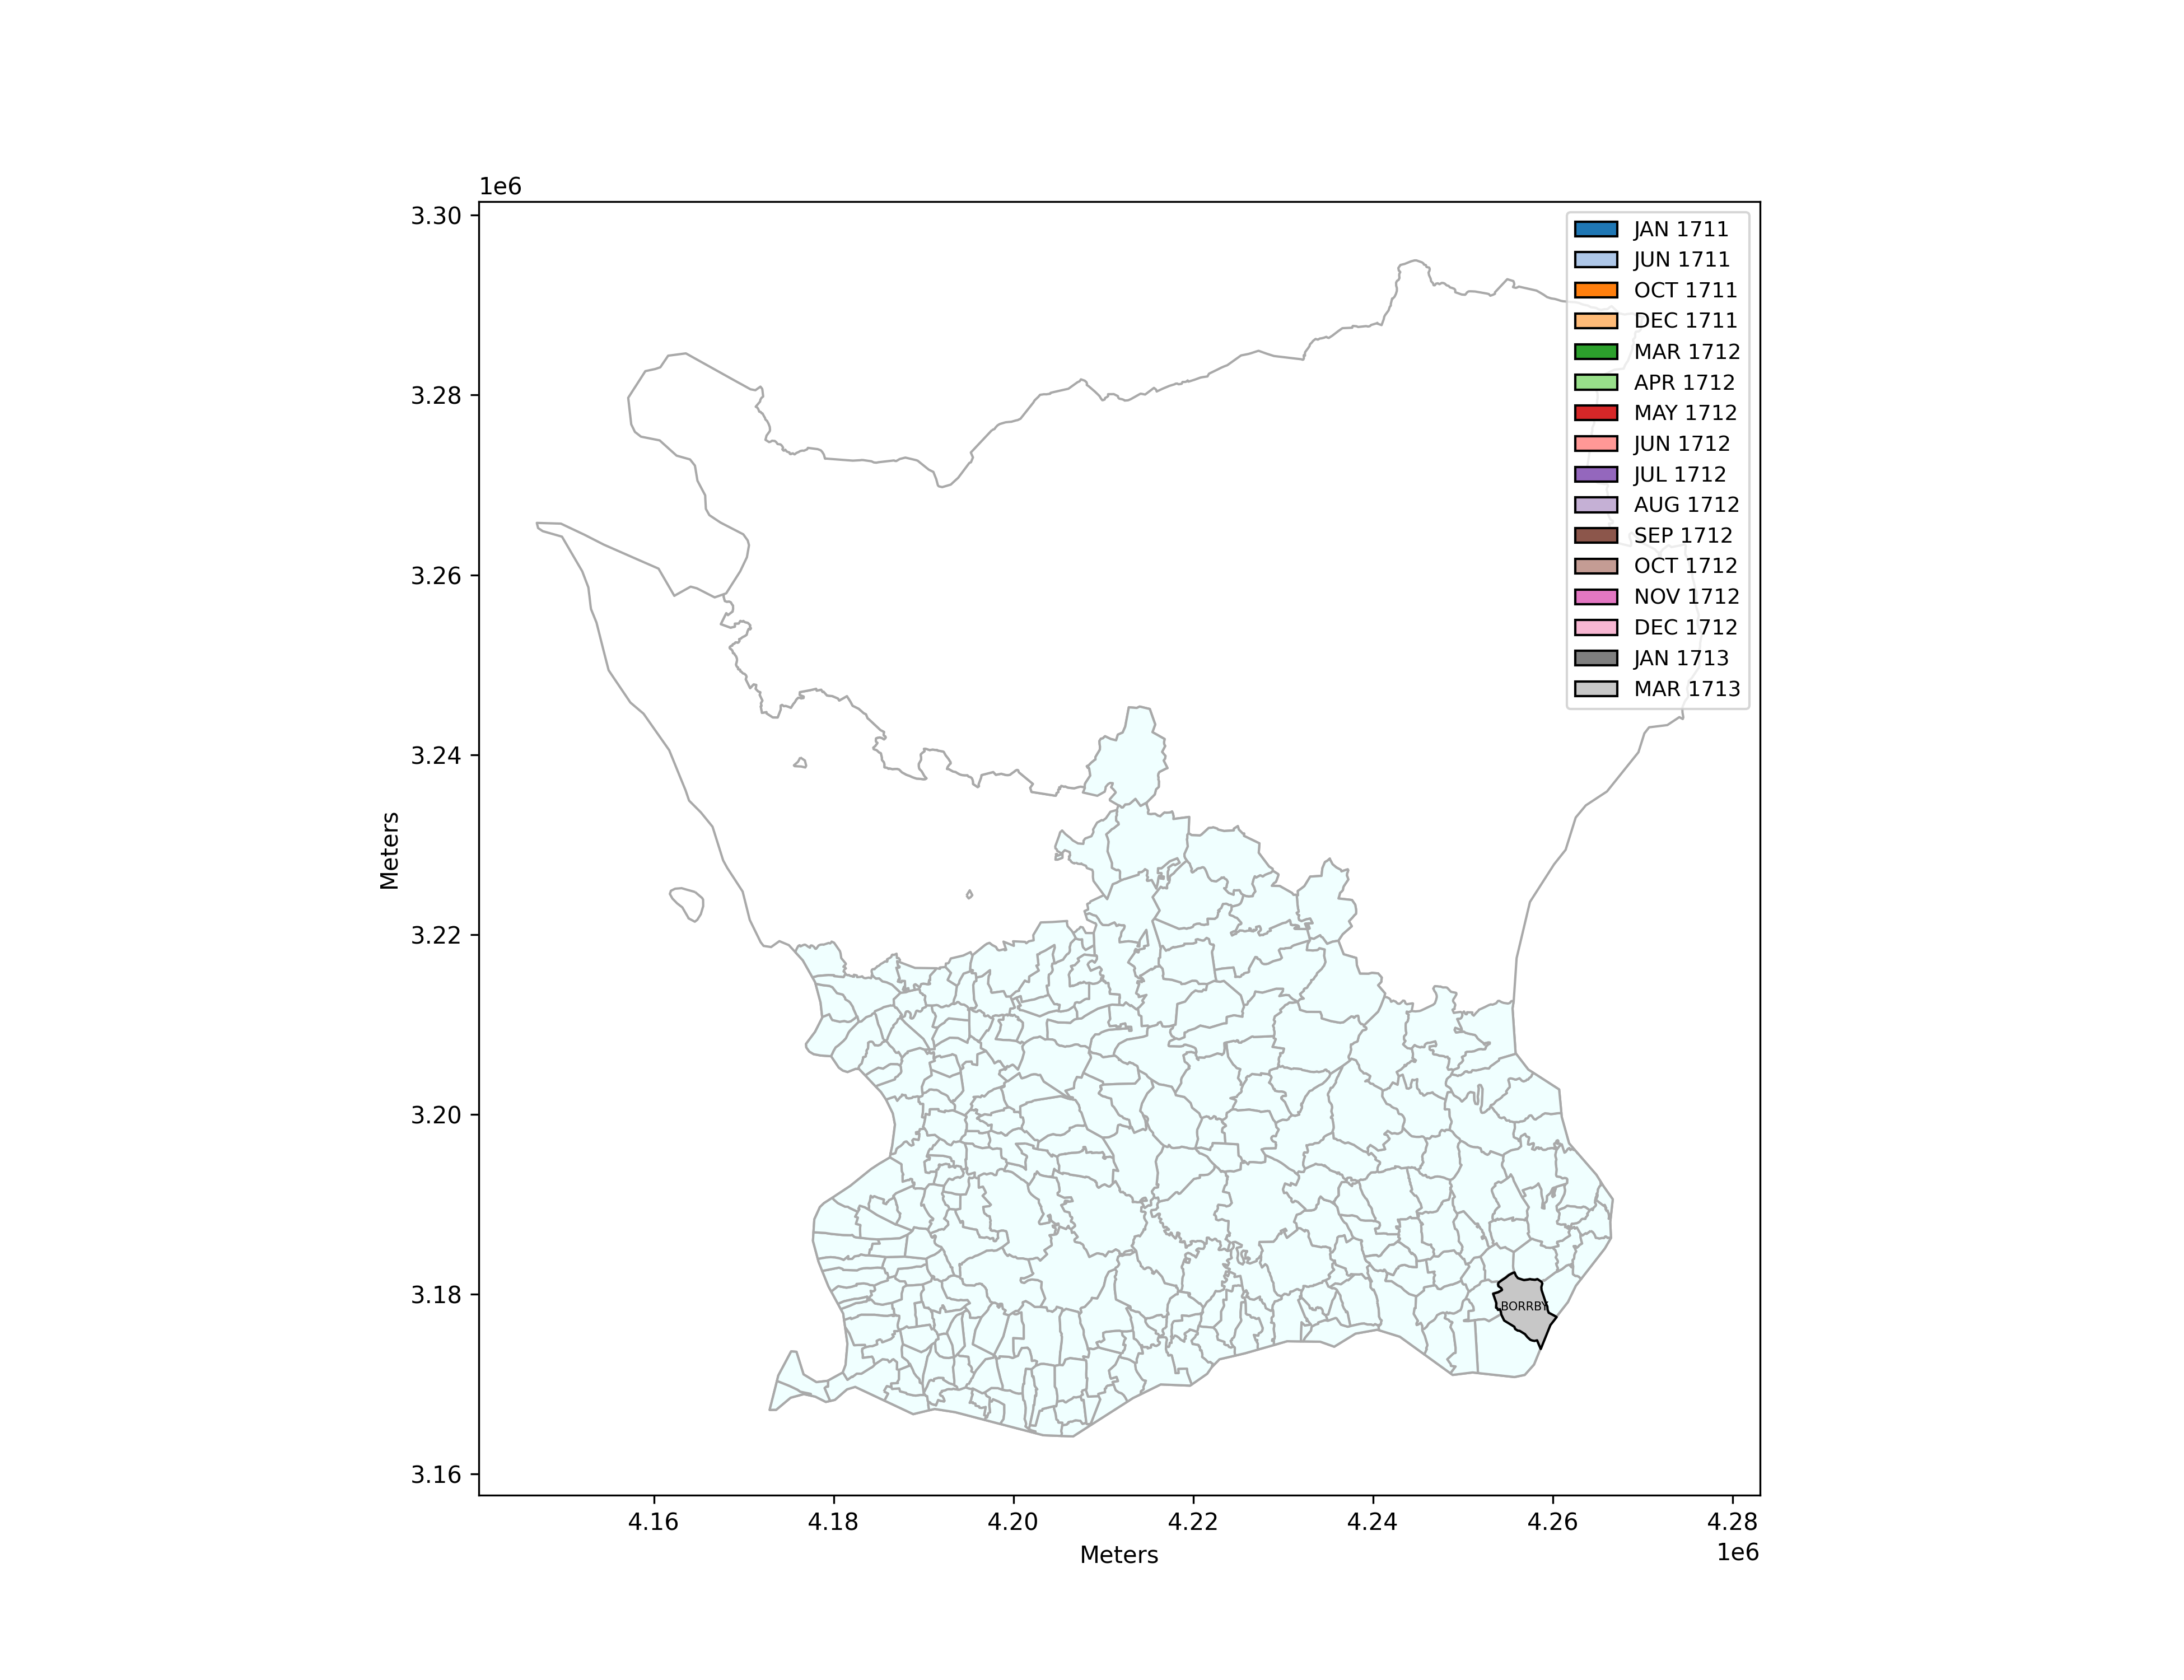 1e6
3.30
3.28
3.26
3.24
3.22
3.20
3.18
3.16
Meters
JAN 1711
JUN 1711
OCT 1711
DEC 1711
MAR 1712
APR 1712
MAY 1712
JUN 1712
JUL 1712
AUG 1712
SEP 1712
OCT 1712
NOV 1712
DEC 1712
JAN 1713
MAR 1713
BORRBY
4.16 4.18 4.20 4.22 4.24 4.26 4.28
Meters
1e6